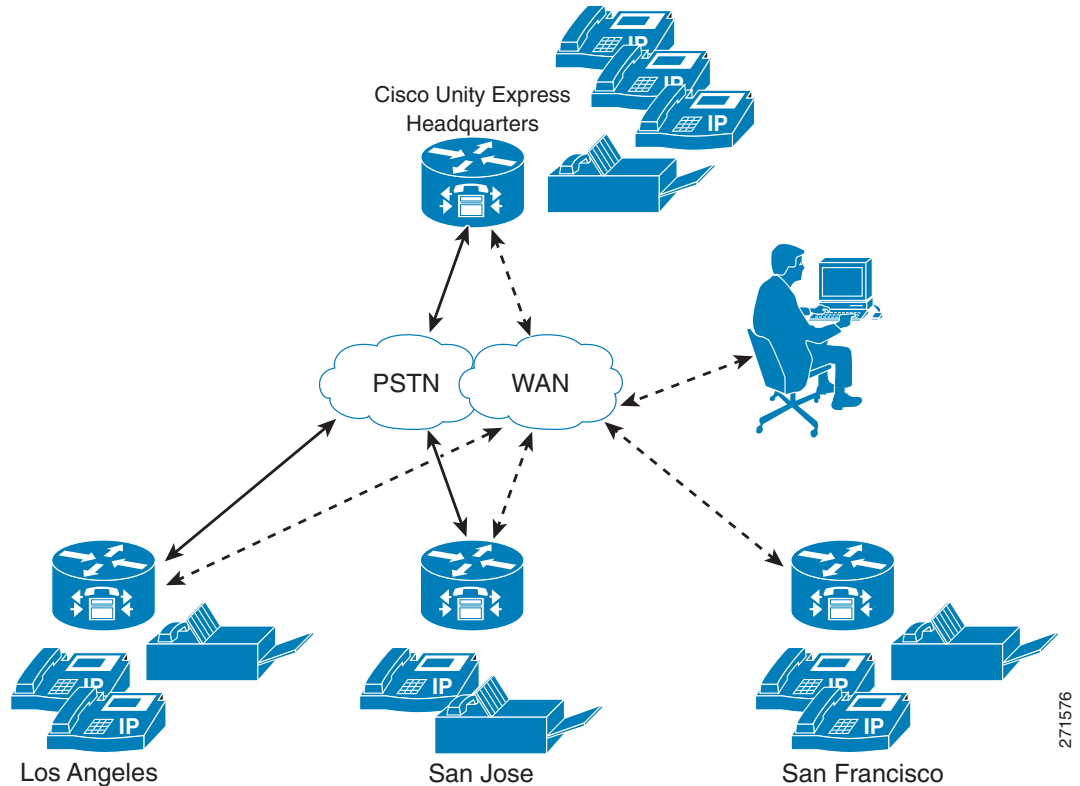 IP
IP
IP
Cisco Unity Express
Headquarters
PSTN
WAN
IP
IP
IP
IP
IP
Los Angeles
San Jose
San Francisco
271576